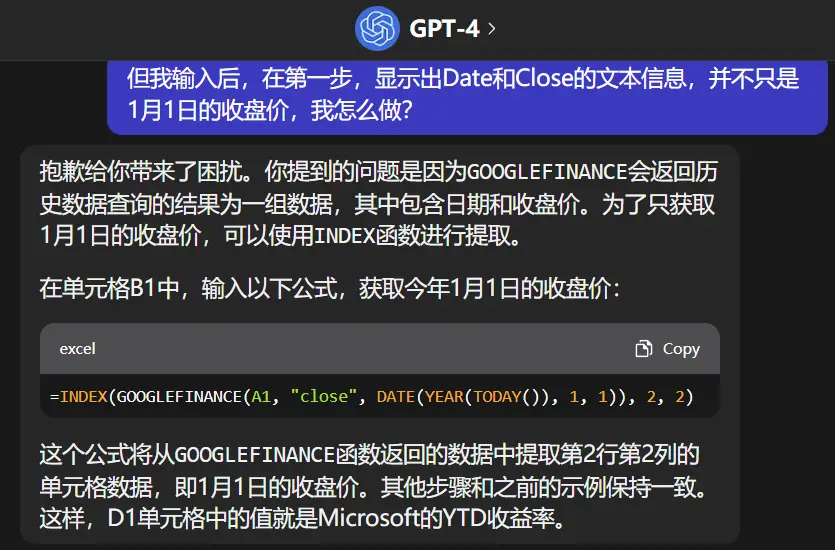 GPT-4
但我输入后，在第一步，显示出Date和Close的文本信息，并不只是
1月1日的收盘价，我怎么做？
抱歉给你带来了困扰。你提到的问题是因为GOOGLEFINANCE会返回历
史数据查询的结果为一组数据，其中包含日期和收盘价。为了只获取
1月1日的收盘价，可以使用INDEX函数进行提取。
在单元格B1中，输入以下公式，获取今年1月1日的收盘价：
excel
Copy
=INDEX(GOOGLEFINANCE(A1, "close", DATE(YEAR(TODAY()), 1, 1)), 2, 2)
这个公式将从GOOGLEFINANCE函数返回的数据中提取第2行第2列的
单元格数据，即1月1日的收盘价。其他步骤和之前的示例保持一致。
这样，D1单元格中的值就是Microsoft的YTD收益率。